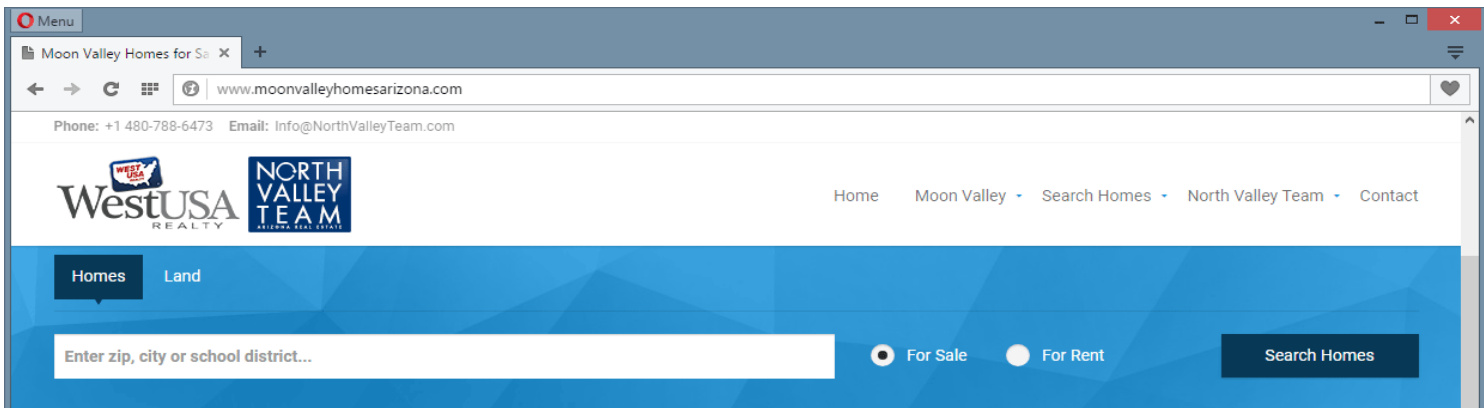 Menu
Moon Valley Homes for Sa
www.moonvalleyhomesarizona.com
Phone: +1 480-788-6473 Email: Info@NorthValleyTeam.com
WEST
USA
WestUSA
REALTY
NORTH
VALLEY
TEAM
ARIZONA REAL ESTATE
Home Moon Valley Search Homes North Valley Team Contact
Homes Land
Enter zip, city or school district... For Sale For Rent Search Homes